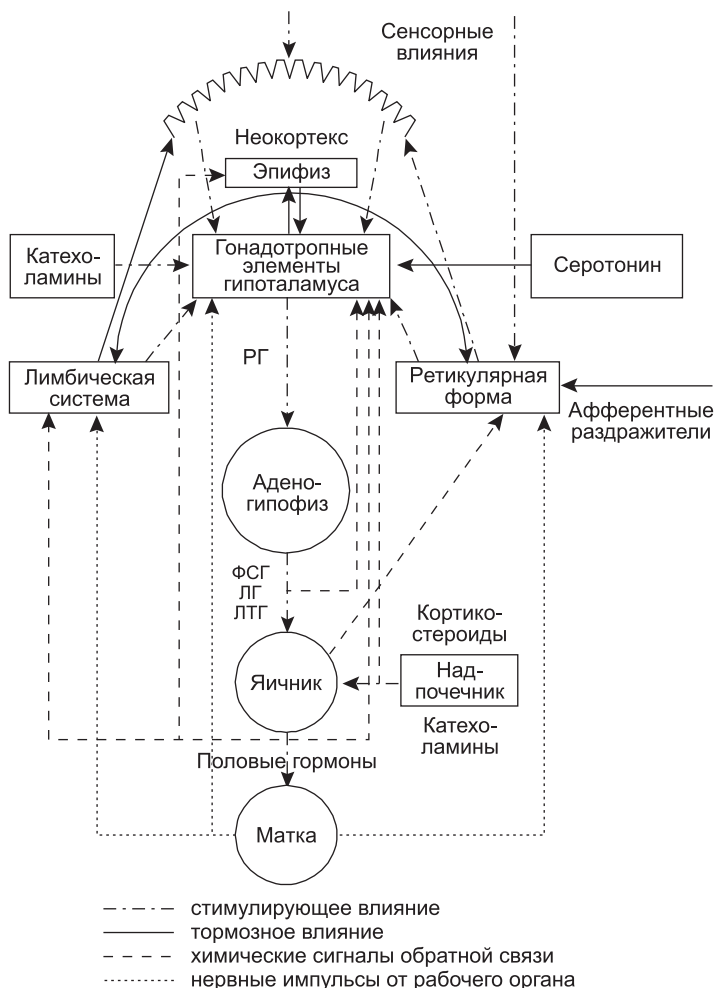 Сенсорные
влияния
Неокортекс
Эпифиз
Катехо-
ламины
Гонадотропные
элементы
гипоталамуса
Серотонин
РГ
Лимбическая
система
Ретикулярная
форма
Афферентные
раздражители
Адено-
гипофиз
ФСГ
ЛГ
ЛТГ
Кортико-
стероиды
Яичник
Над-
почечник
Катехо-
ламины
Половые гормоны
Матка
стимулирующее влияние
тормозное влияние
химические сигналы обратной связи
нервные импульсы от рабочего органа